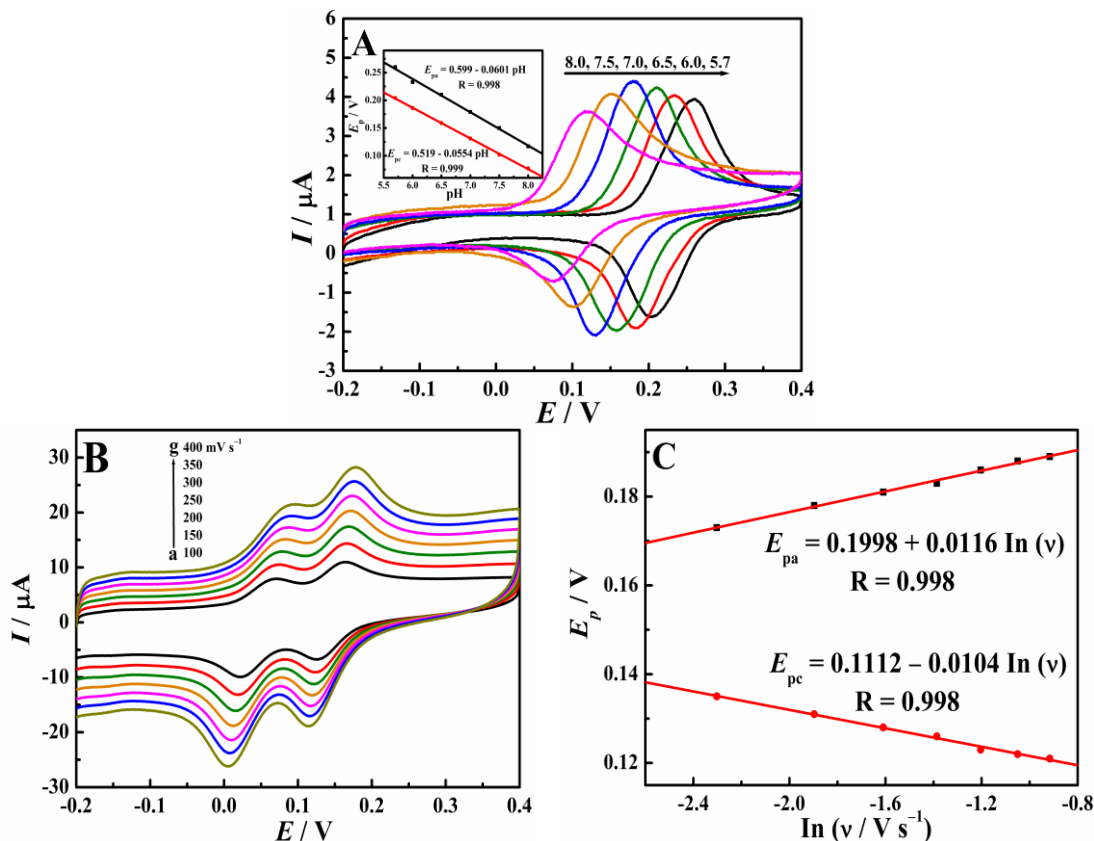 A
8.0, 7.5, 7.0, 6.5, 6.0, 5.7
Epa = 0.599 - 0.0601 pH
R = 0.998
Epc = 0.519 - 0.0554 pH
R = 0.999
Ep / V
0.25
0.20
0.15
0.10
5.5 6.0 6.5 7.0 7.5 8.0
pH
I / μA
6
5
4
3
2
1
0
-1
-2
-3
-0.2 -0.1 0.0 0.1 0.2 0.3 0.4
E / V
B
g 400 mV s⁻¹
350
300
250
200
150
a 100
I / μA
30
20
10
0
-10
-20
-30
-0.2 -0.1 0.0 0.1 0.2 0.3 0.4
E / V
C
Epa = 0.1998 + 0.0116 In (ν)
R = 0.998
Epc = 0.1112 – 0.0104 In (ν)
R = 0.998
Ep / V
0.18
0.16
0.14
0.12
-2.4 -2.0 -1.6 -1.2 -0.8
In (ν / V s⁻¹)